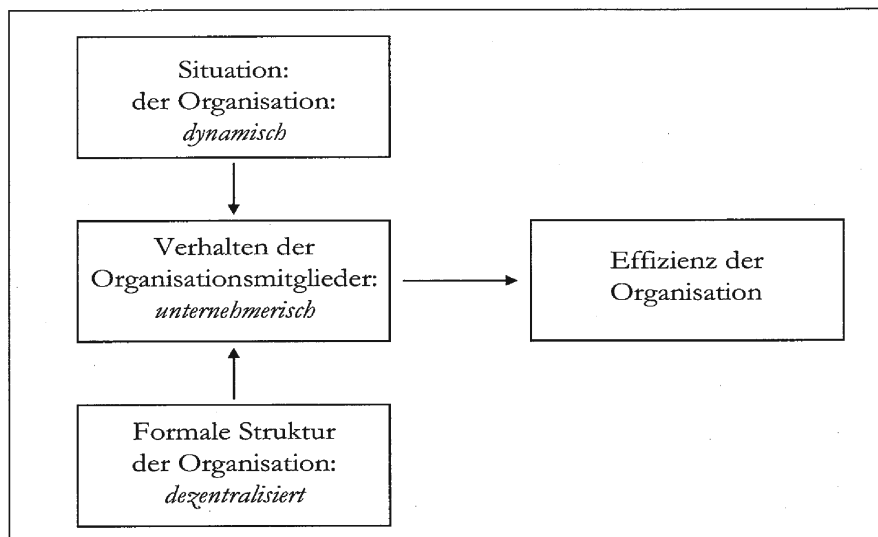 Situation:
der Organisation:
dynamisch
Verhalten der
Organisationsmitglieder:
unternehmerisch
Effizienz der
Organisation
Formale Struktur
der Organisation:
dezentralisiert